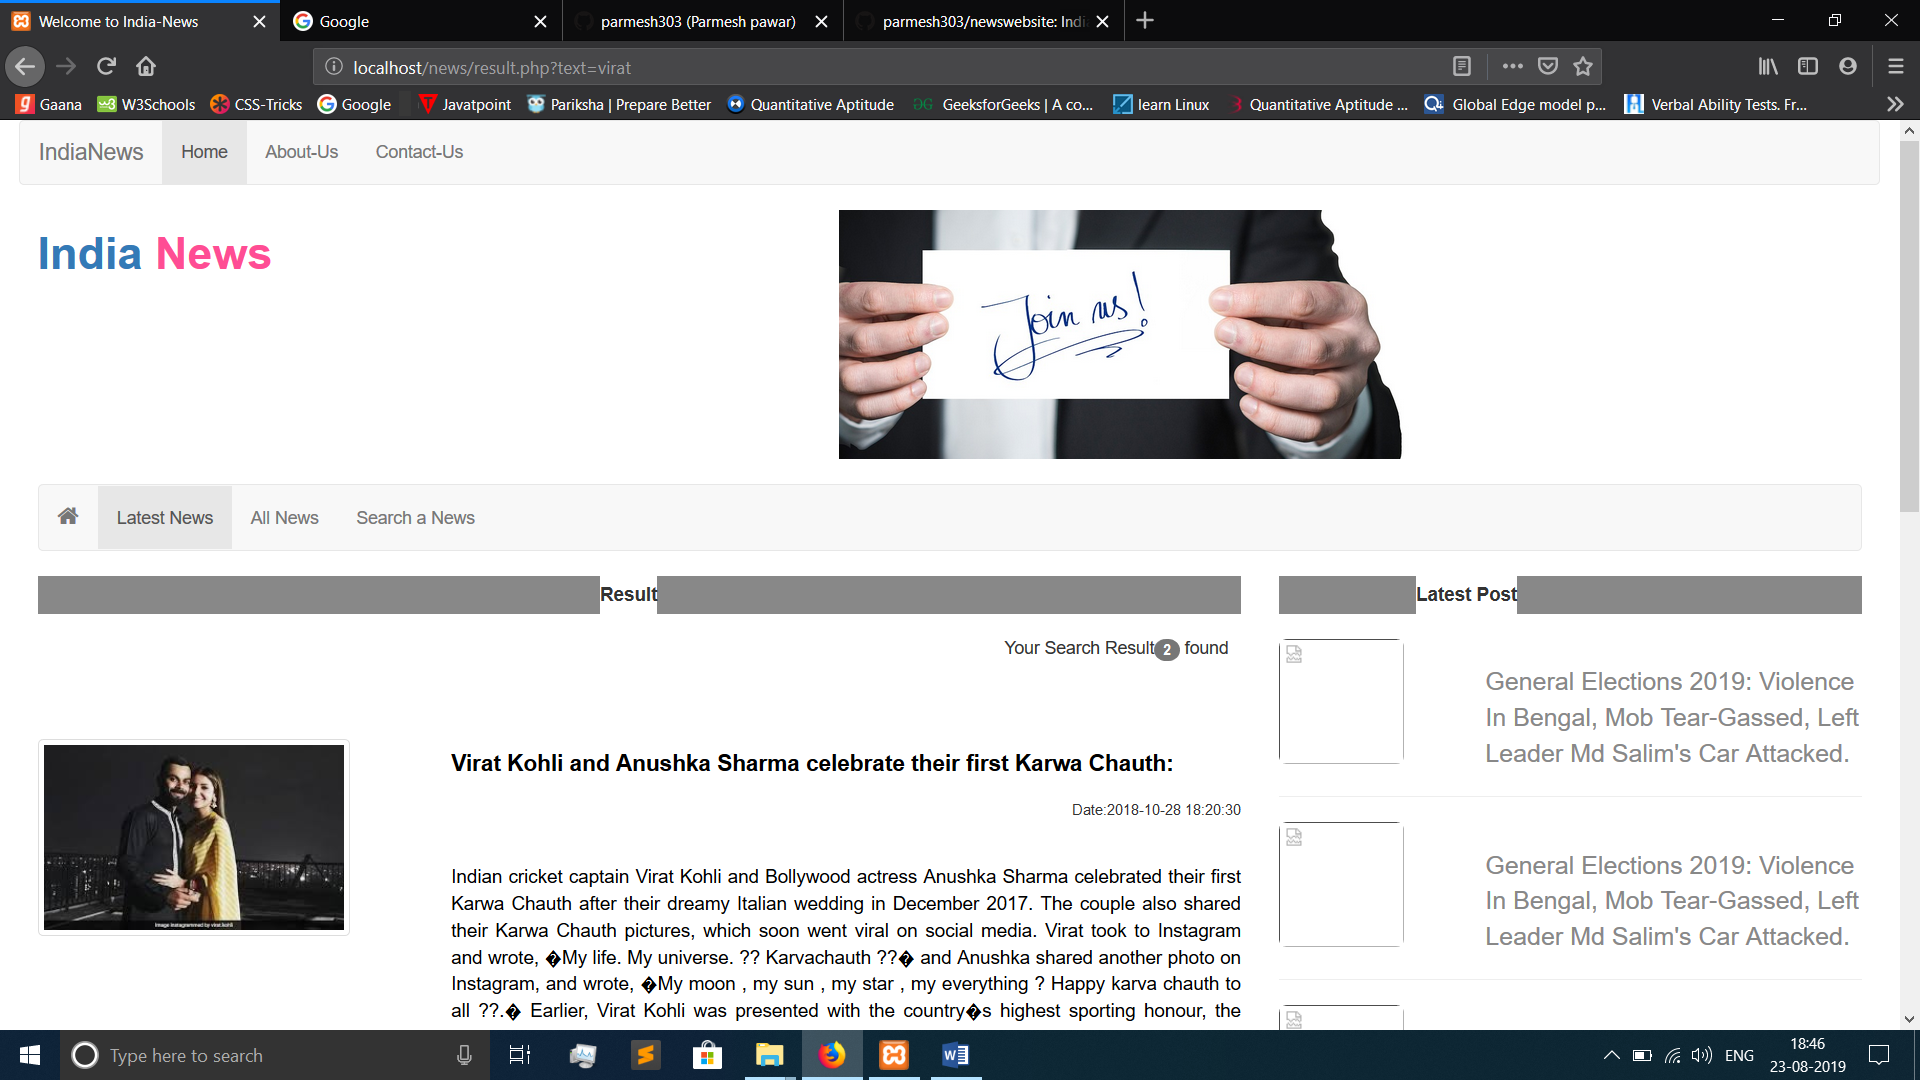 Welcome to India-News
Google
parmesh303 (Parmesh pawar)
parmesh303/newswebsite: Indi
localhost/news/result.php?text=virat
Gaana
W3Schools
CSS-Tricks
Google
Javatpoint
Pariksha | Prepare Better
Quantitative Aptitude
GeeksforGeeks | A co...
learn Linux
Quantitative Aptitude ...
Global Edge model p...
Verbal Ability Tests. Fr...
IndiaNews
Home
About-Us
Contact-Us
India News
Join us!
Latest News
All News
Search a News
Result
Your Search Result 2 found
Virat Kohli and Anushka Sharma celebrate their first Karwa Chauth:
Date:2018-10-28 18:20:30
Image instagrammed by virat.kohli
Indian cricket captain Virat Kohli and Bollywood actress Anushka Sharma celebrated their first
Karwa Chauth after their dreamy Italian wedding in December 2017. The couple also shared
their Karwa Chauth pictures, which soon went viral on social media. Virat took to Instagram
and wrote, �My life. My universe. ?? Karvachauth ??� and Anushka shared another photo on
Instagram, and wrote, �My moon , my sun , my star , my everything ? Happy karva chauth to
all ??.� Earlier, Virat Kohli was presented with the country�s highest sporting honour, the
Latest Post
General Elections 2019: Violence
In Bengal, Mob Tear-Gassed, Left
Leader Md Salim's Car Attacked.
General Elections 2019: Violence
In Bengal, Mob Tear-Gassed, Left
Leader Md Salim's Car Attacked.
Type here to search
ENG
18:46
23-08-2019